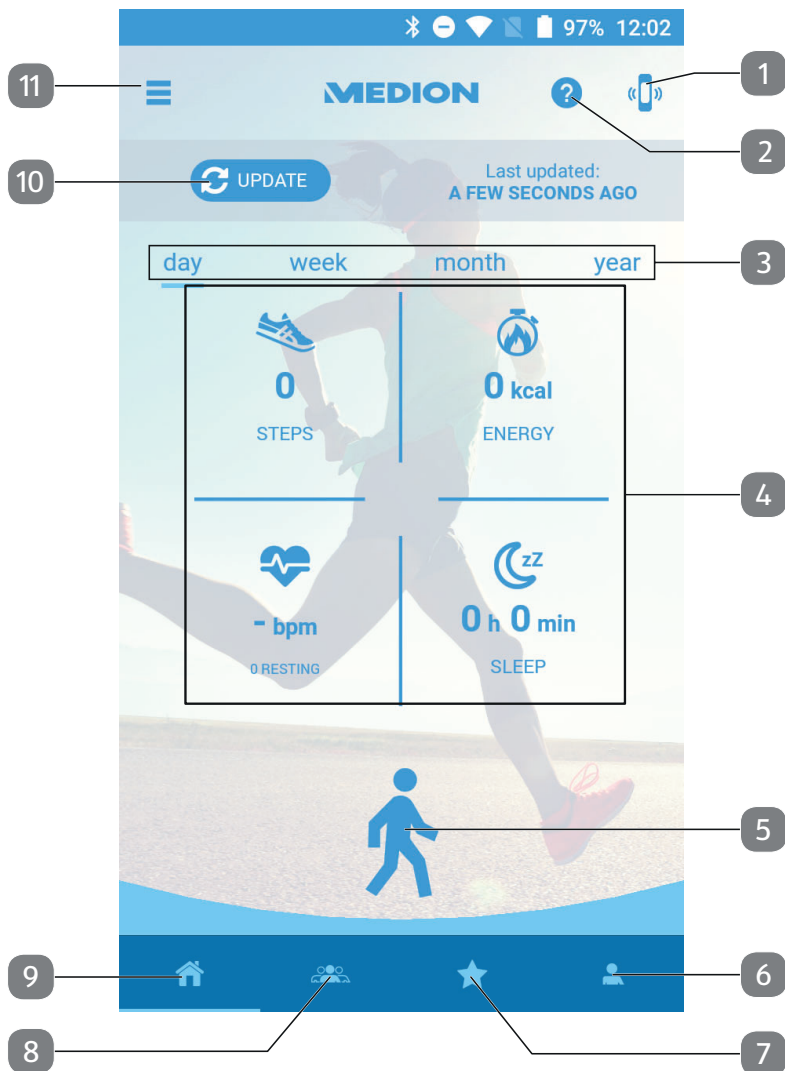 97% 12:02
11
MEDION
?
1
2
10
UPDATE
Last updated:
A FEW SECONDS AGO
day week month year
3
0
STEPS
0 kcal
ENERGY
4
- bpm
0 RESTING
zZ
0 h 0 min
SLEEP
5
9
6
8
7